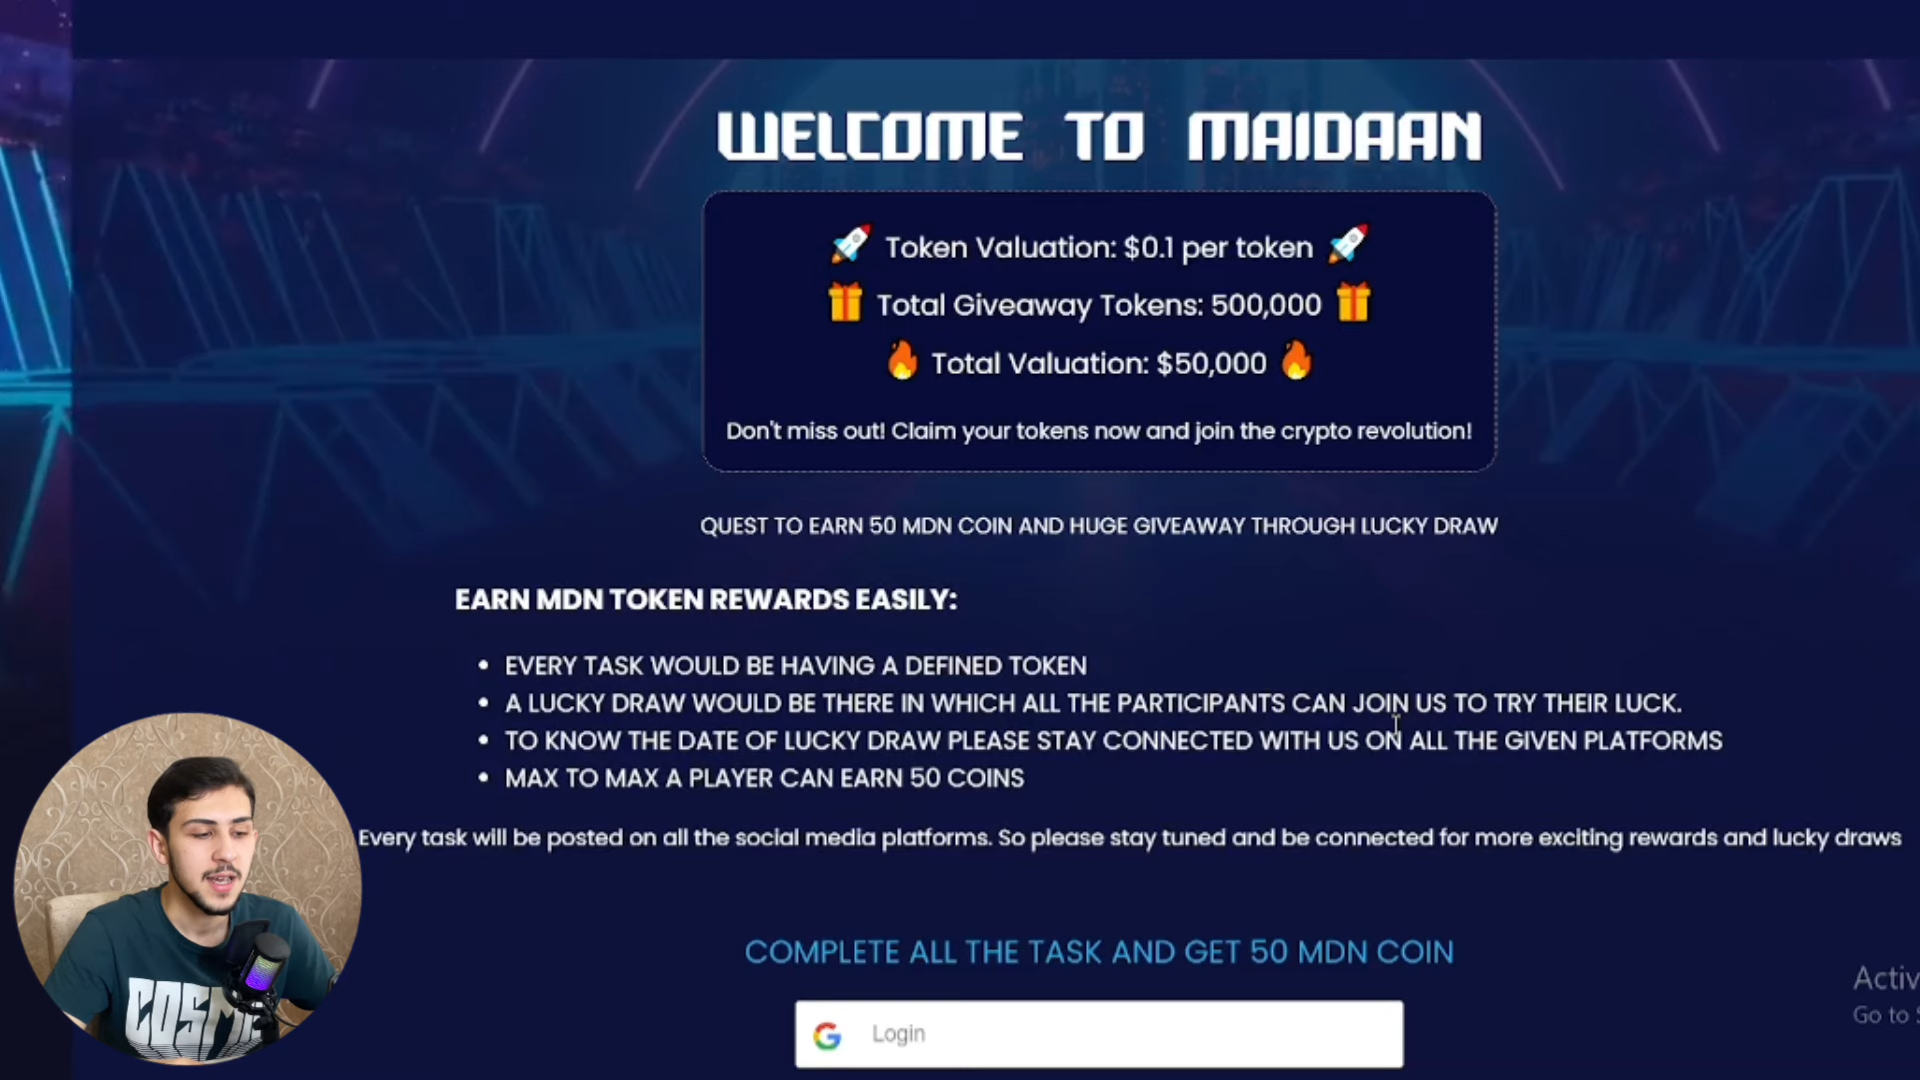 WELCOME TO MAIDAAN
🚀 Token Valuation: $0.1 per token 🚀
🎁 Total Giveaway Tokens: 500,000 🎁
🔥 Total Valuation: $50,000 🔥
Don't miss out! Claim your tokens now and join the crypto revolution!
QUEST TO EARN 50 MDN COIN AND HUGE GIVEAWAY THROUGH LUCKY DRAW
EARN MDN TOKEN REWARDS EASILY:
• EVERY TASK WOULD BE HAVING A DEFINED TOKEN
• A LUCKY DRAW WOULD BE THERE IN WHICH ALL THE PARTICIPANTS CAN JOIN US TO TRY THEIR LUCK.
• TO KNOW THE DATE OF LUCKY DRAW PLEASE STAY CONNECTED WITH US ON ALL THE GIVEN PLATFORMS
• MAX TO MAX A PLAYER CAN EARN 50 COINS
Every task will be posted on all the social media platforms. So please stay tuned and be connected for more exciting rewards and lucky draws
COMPLETE ALL THE TASK AND GET 50 MDN COIN
Login
Activ
Go to S